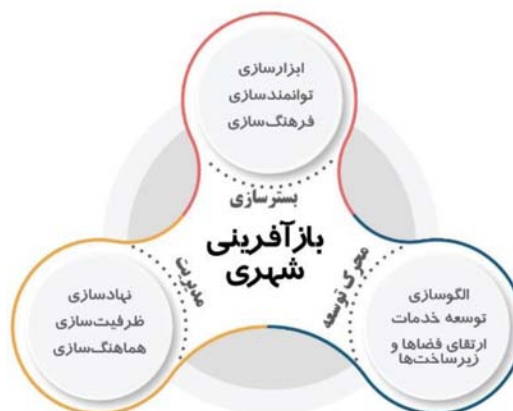 ابزارسازی
توانمندسازی
فرهنگ‌سازی
بسترسازی
بازآفرینی
شهری
مدیریت
محرک توسعه
نهادسازی
ظرفیت‌سازی
هماهنگ‌سازی
الگوسازی
توسعه خدمات
ارتقای فضاها و
زیرساخت‌ها